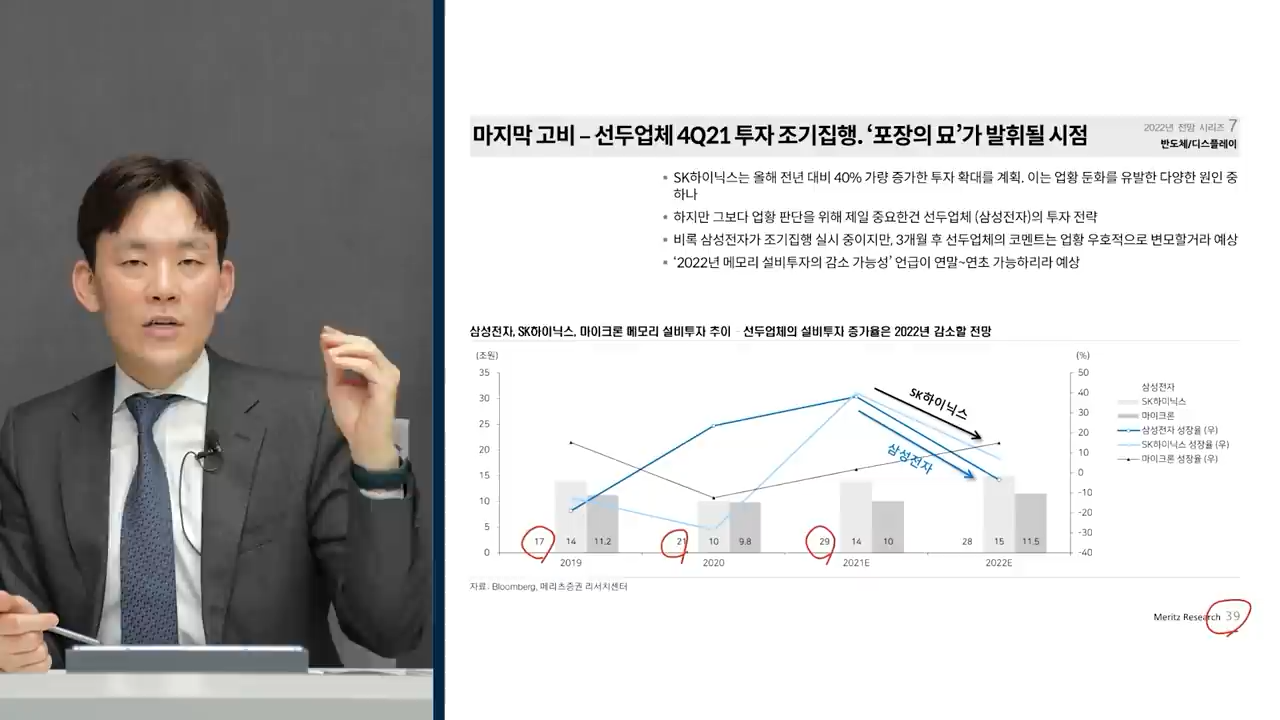 마지막 고비 – 선두업체 4Q21 투자 조기집행. ‘포장의 묘’가 발휘될 시점
2022년 전망 시리즈 7
반도체/디스플레이
▪ SK하이닉스는 올해 전년 대비 40% 가량 증가한 투자 확대를 계획. 이는 업황 둔화를 유발한 다양한 원인 중
하나
▪ 하지만 그보다 업황 판단을 위해 제일 중요한건 선두업체 (삼성전자)의 투자 전략
▪ 비록 삼성전자가 조기집행 실시 중이지만, 3개월 후 선두업체의 코멘트는 업황 우호적으로 변모할거라 예상
▪ ‘2022년 메모리 설비투자의 감소 가능성’ 언급이 연말~연초 가능하리라 예상
삼성전자, SK하이닉스, 마이크론 메모리 설비투자 추이 – 선두업체의 설비투자 증가율은 2022년 감소할 전망
(조원)
(%)
35
30
25
20
15
10
5
0
50
40
30
20
10
0
-10
-20
-30
-40
SK하이닉스
삼성전자
17 14 11.2
21 10 9.8
29 14 10
28 15 11.5
2019 2020 2021E 2022E
삼성전자
SK하이닉스
마이크론
삼성전자 성장율 (우)
SK하이닉스 성장율 (우)
마이크론 성장율 (우)
자료: Bloomberg, 메리츠증권 리서치센터
Meritz Research 39